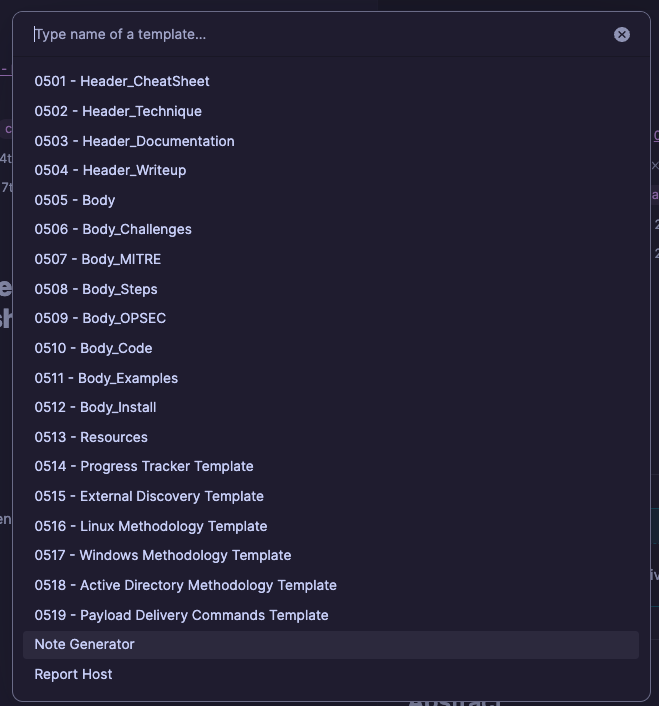 Type name of a template...
0501 - Header_CheatSheet
0502 - Header_Technique
0503 - Header_Documentation
0504 - Header_Writeup
0505 - Body
0506 - Body_Challenges
0507 - Body_MITRE
0508 - Body_Steps
0509 - Body_OPSEC
0510 - Body_Code
0511 - Body_Examples
0512 - Body_Install
0513 - Resources
0514 - Progress Tracker Template
0515 - External Discovery Template
0516 - Linux Methodology Template
0517 - Windows Methodology Template
0518 - Active Directory Methodology Template
0519 - Payload Delivery Commands Template
Note Generator
Report Host